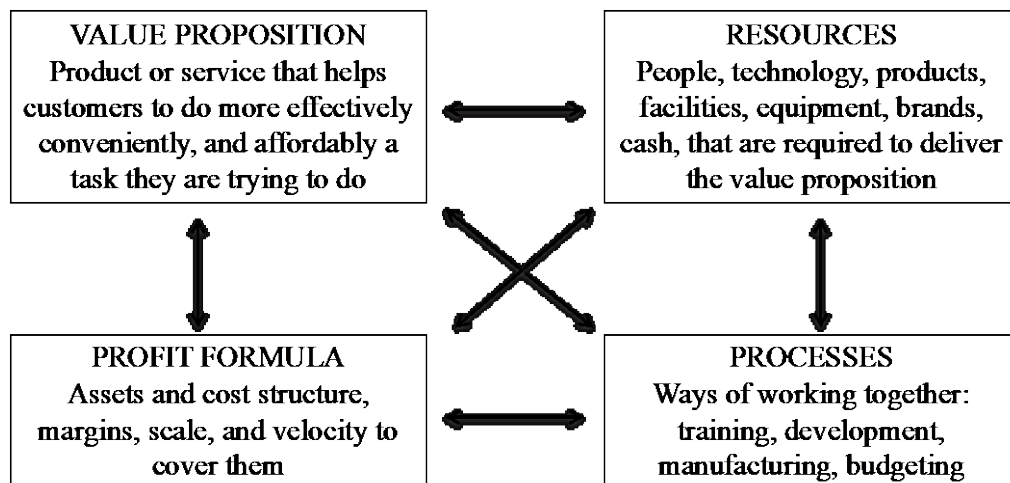 VALUE PROPOSITION
Product or service that helps
customers to do more effectively
conveniently, and affordably a
task they are trying to do
RESOURCES
People, technology, products,
facilities, equipment, brands,
cash, that are required to deliver
the value proposition
PROFIT FORMULA
Assets and cost structure,
margins, scale, and velocity to
cover them
PROCESSES
Ways of working together:
training, development,
manufacturing, budgeting